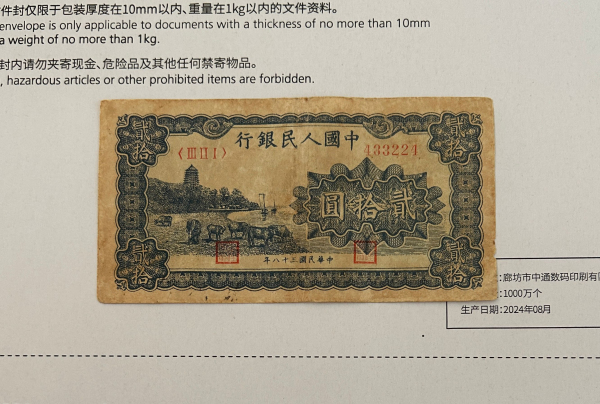 件封仅限于包装厚度在10mm以内、重量在1kg以内的文件资料。
envelope is only applicable to documents with a thickness of no more than 10mm
a weight of no more than 1kg.
封内请勿夹寄现金、危险品及其他任何禁寄物品。
, hazardous articles or other prohibited items are forbidden.
貳拾
貳拾
行銀民人國中
〈III II I〉
433224
圓拾貳
年八十三國民華中
貳拾
貳拾
:廊坊市中通数码印刷有
:1000万个
生产日期:2024年08月